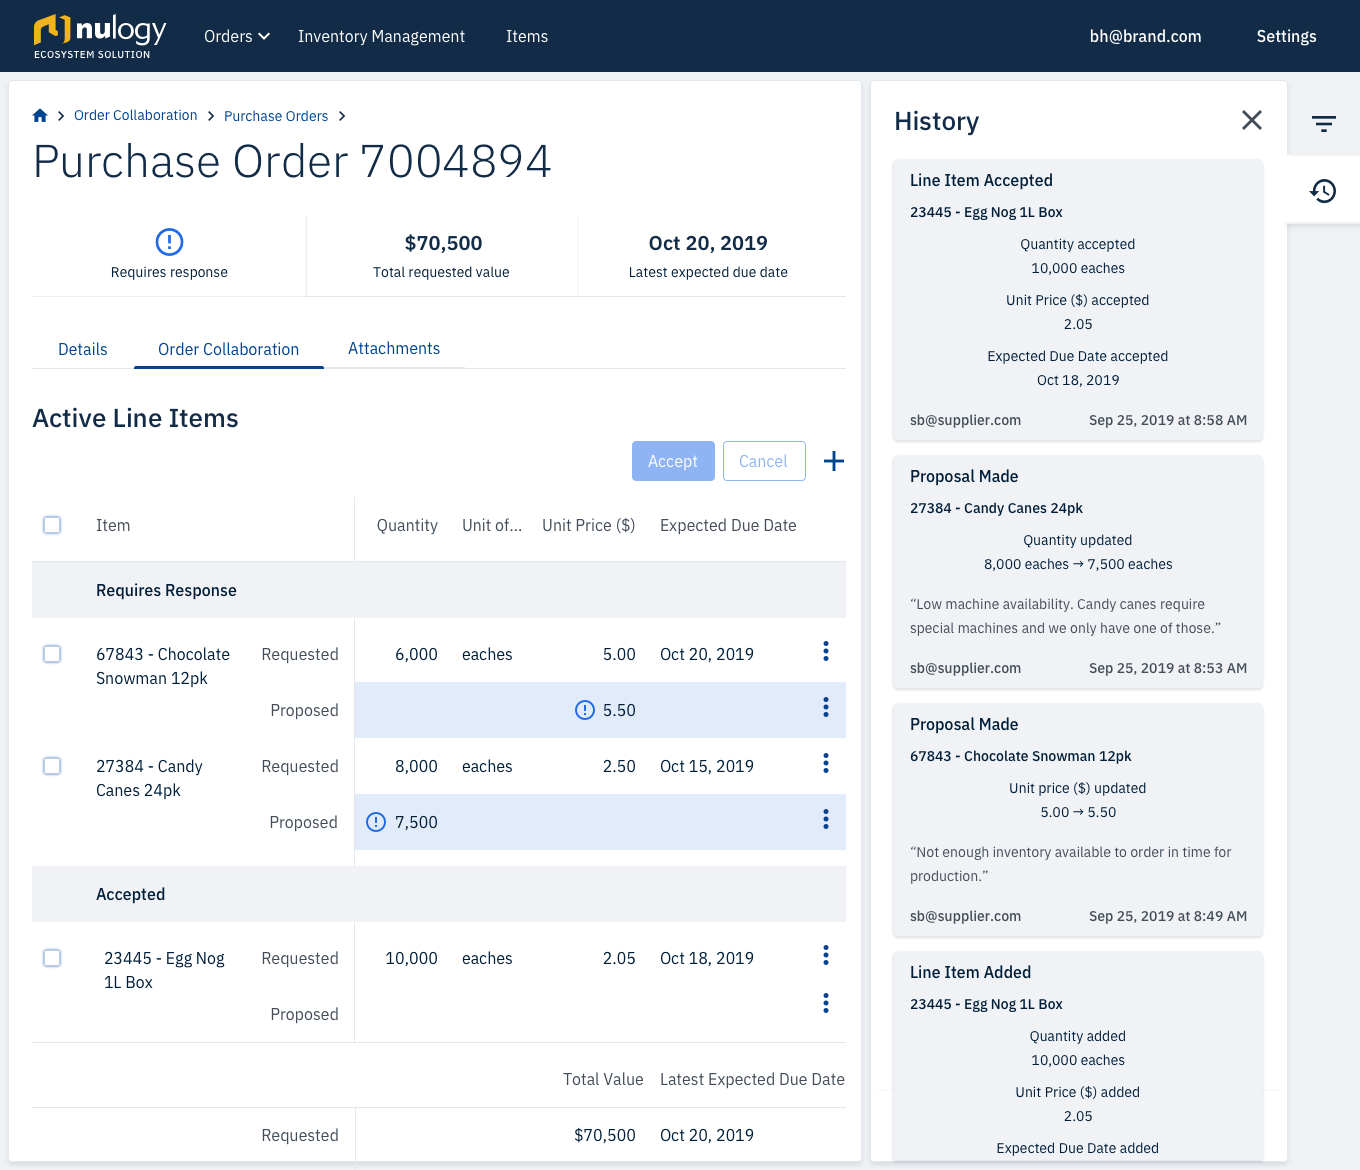 nulogy
ECOSYSTEM SOLUTION
Orders
Inventory Management
Items
bh@brand.com
Settings
Order Collaboration
Purchase Orders
Purchase Order 7004894
Requires response
$70,500
Total requested value
Oct 20, 2019
Latest expected due date
Details
Order Collaboration
Attachments
Active Line Items
Accept
Cancel
Item
Quantity
Unit of...
Unit Price ($)
Expected Due Date
Requires Response
67843 - Chocolate
Snowman 12pk
Requested
6,000
eaches
5.00
Oct 20, 2019
Proposed
5.50
27384 - Candy
Canes 24pk
Requested
8,000
eaches
2.50
Oct 15, 2019
Proposed
7,500
Accepted
23445 - Egg Nog
1L Box
Requested
10,000
eaches
2.05
Oct 18, 2019
Proposed
Total Value
Latest Expected Due Date
Requested
$70,500
Oct 20, 2019
History
Line Item Accepted
23445 - Egg Nog 1L Box
Quantity accepted
10,000 eaches
Unit Price ($) accepted
2.05
Expected Due Date accepted
Oct 18, 2019
sb@supplier.com
Sep 25, 2019 at 8:58 AM
Proposal Made
27384 - Candy Canes 24pk
Quantity updated
8,000 eaches → 7,500 eaches
“Low machine availability. Candy canes require
special machines and we only have one of those.”
sb@supplier.com
Sep 25, 2019 at 8:53 AM
Proposal Made
67843 - Chocolate Snowman 12pk
Unit price ($) updated
5.00 → 5.50
“Not enough inventory available to order in time for
production.”
sb@supplier.com
Sep 25, 2019 at 8:49 AM
Line Item Added
23445 - Egg Nog 1L Box
Quantity added
10,000 eaches
Unit Price ($) added
2.05
Expected Due Date added